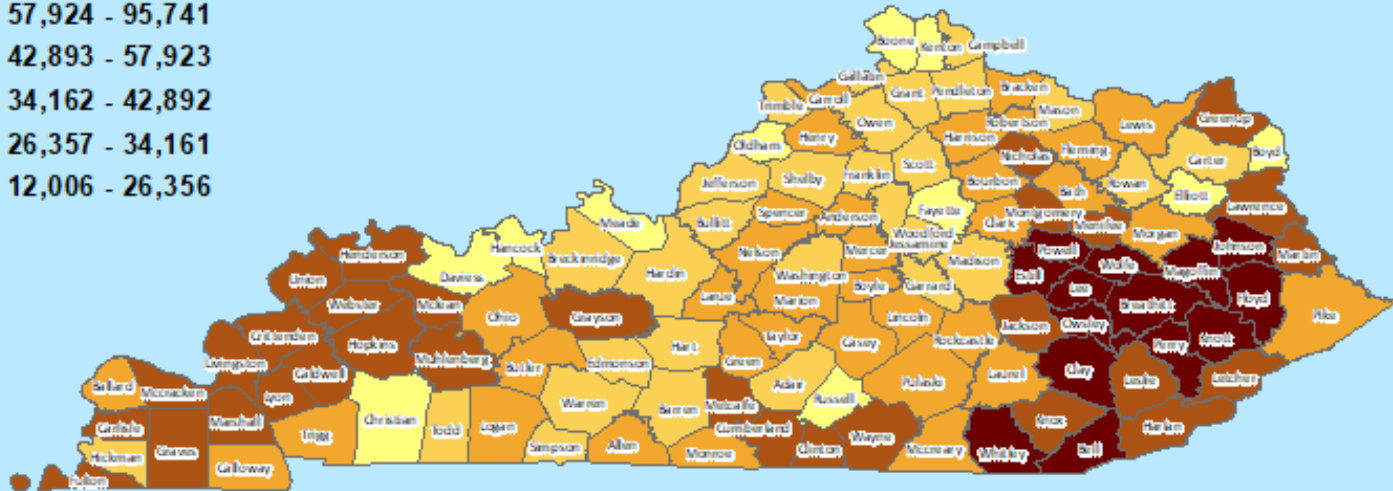 57,924 - 95,741
42,893 - 57,923
34,162 - 42,892
26,357 - 34,161
12,006 - 26,356
Boone
Kenton
Campbell
Gallatin
Grant
Pendleton
Bracken
Trimble
Carroll
Mason
Owen
Robertson
Lewis
Greenup
Henry
Harrison
Oldham
Nicholas
Fleming
Carter
Boyd
Scott
Jefferson
Shelby
Franklin
Bourbon
Bath
Rowan
Elliott
Meade
Bullitt
Spencer
Anderson
Fayette
Woodford
Clark
Montgomery
Menifee
Morgan
Lawrence
Henderson
Hancock
Breckinridge
Nelson
Mercer
Jessamine
Madison
Powell
Wolfe
Johnson
Magoffin
Martin
Union
Daviess
Hardin
Washington
Estill
Webster
Mclean
Larue
Marion
Boyle
Garrard
Lee
Breathitt
Floyd
Pike
Ohio
Grayson
Lincoln
Jackson
Owsley
Crittenden
Hopkins
Hart
Green
Taylor
Casey
Rockcastle
Perry
Knott
Livingston
Muhlenberg
Butler
Edmonson
Caldwell
Lyon
Ballard
Mccracken
Adair
Pulaski
Laurel
Clay
Leslie
Letcher
Warren
Barren
Metcalfe
Russell
Christian
Todd
Logan
Carlisle
Marshall
Trigg
Cumberland
Knox
Harlan
Graves
Simpson
Allen
Monroe
Clinton
Wayne
Mccreary
Whitley
Bell
Hickman
Calloway
Fulton